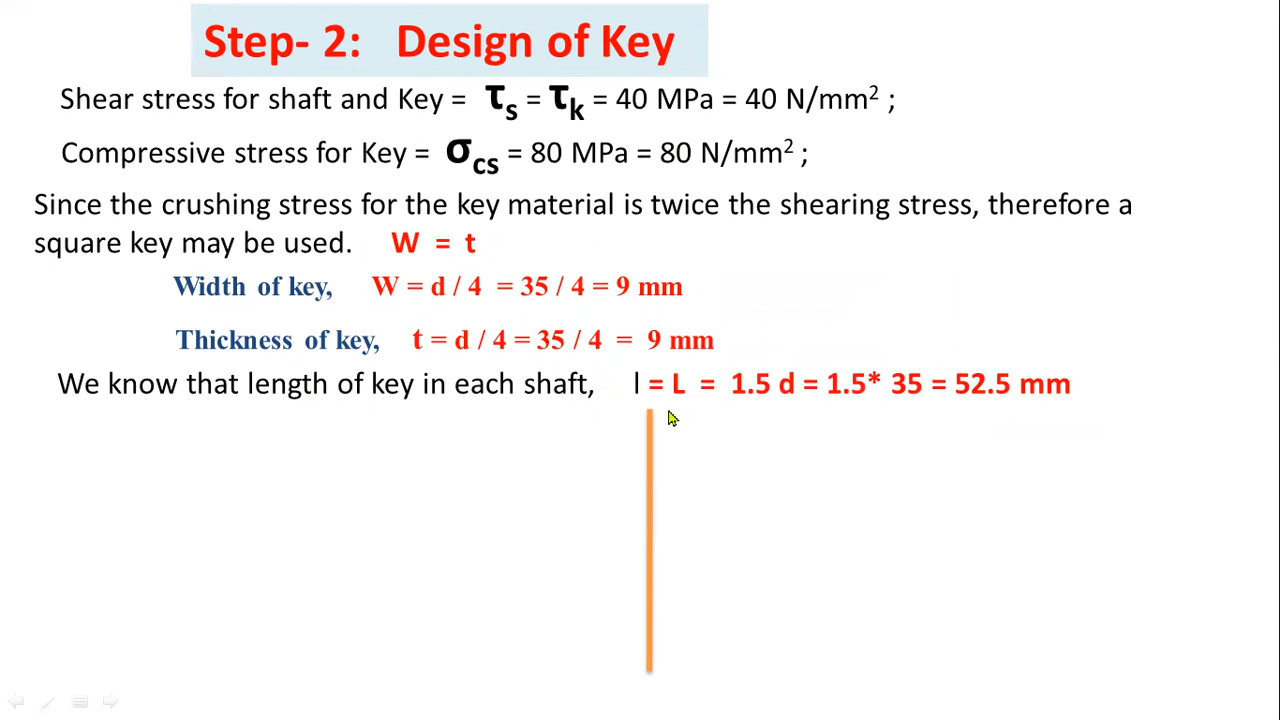 Step- 2: Design of Key
Shear stress for shaft and Key = τs = τk = 40 MPa = 40 N/mm² ;
Compressive stress for Key = σcs = 80 MPa = 80 N/mm² ;
Since the crushing stress for the key material is twice the shearing stress, therefore a
square key may be used. W = t
Width of key, W = d / 4 = 35 / 4 = 9 mm
Thickness of key, t = d / 4 = 35 / 4 = 9 mm
We know that length of key in each shaft, l = L = 1.5 d = 1.5* 35 = 52.5 mm